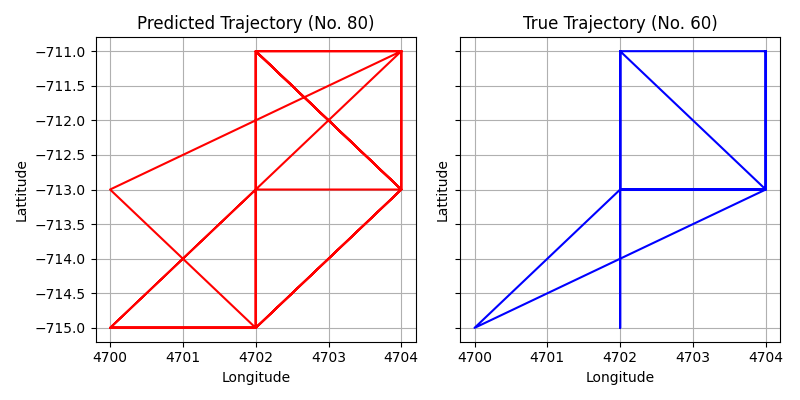 Predicted Trajectory (No. 80)
True Trajectory (No. 60)
Lattitude
−711.0
−711.5
−712.0
−712.5
−713.0
−713.5
−714.0
−714.5
−715.0
Lattitude
4700 4701 4702 4703 4704
4700 4701 4702 4703 4704
Longitude
Longitude